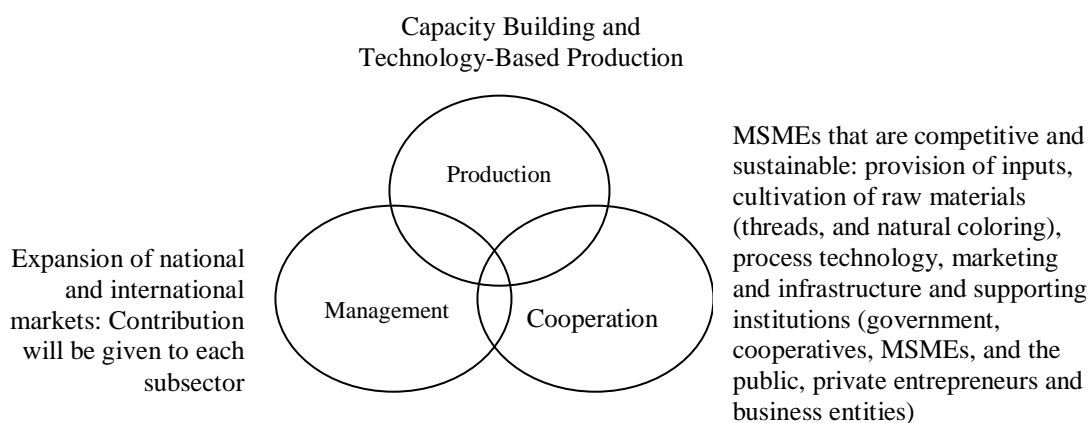 Capacity Building and
Technology-Based Production
Production
Management
Cooperation
Expansion of national
and international
markets: Contribution
will be given to each
subsector
MSMEs that are competitive and
sustainable: provision of inputs,
cultivation of raw materials
(threads, and natural coloring),
process technology, marketing
and infrastructure and supporting
institutions (government,
cooperatives, MSMEs, and the
public, private entrepreneurs and
business entities)